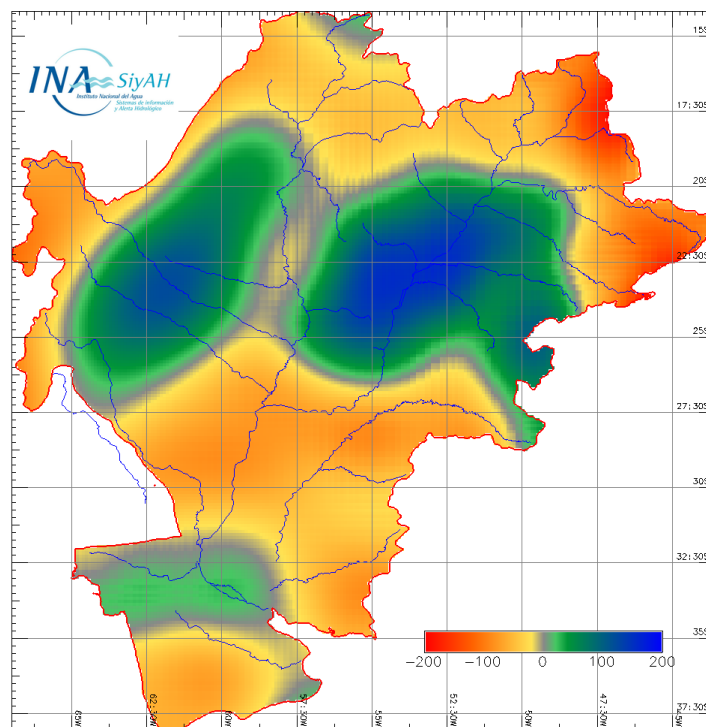 INA SiyAH
Instituto Nacional del Agua
Sistemas de Información
y Alerta Hidrológico
15S
17:30S
20S
22:30S
25S
27:30S
30S
32:30S
35S
37:30S
−200 −100 0 100 200
65W
62:30W
60W
57:30W
55W
52:30W
50W
47:30W
45W